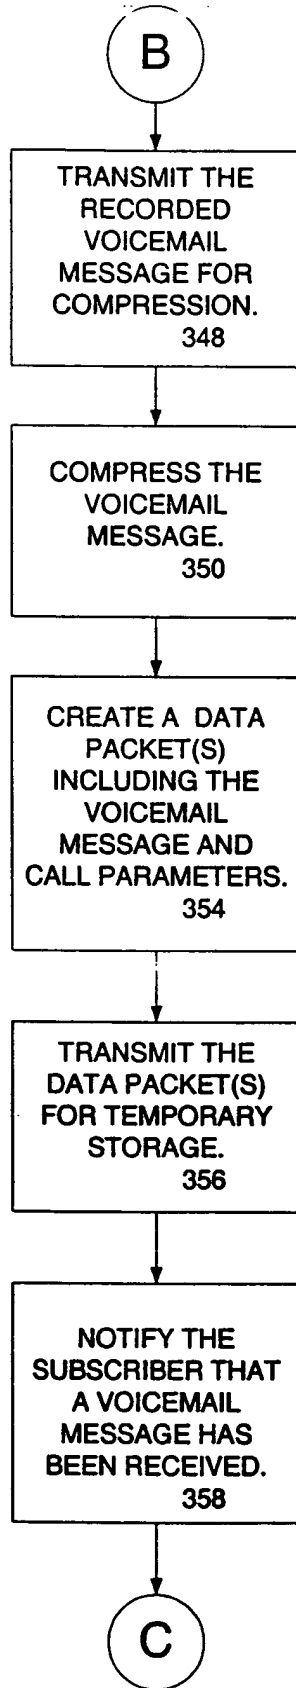 B
TRANSMIT THE
RECORDED
VOICEMAIL
MESSAGE FOR
COMPRESSION.
348
COMPRESS THE
VOICEMAIL
MESSAGE.
350
CREATE A DATA
PACKET(S)
INCLUDING THE
VOICEMAIL
MESSAGE AND
CALL PARAMETERS.
354
TRANSMIT THE
DATA PACKET(S)
FOR TEMPORARY
STORAGE.
356
NOTIFY THE
SUBSCRIBER THAT
A VOICEMAIL
MESSAGE HAS
BEEN RECEIVED.
358
C